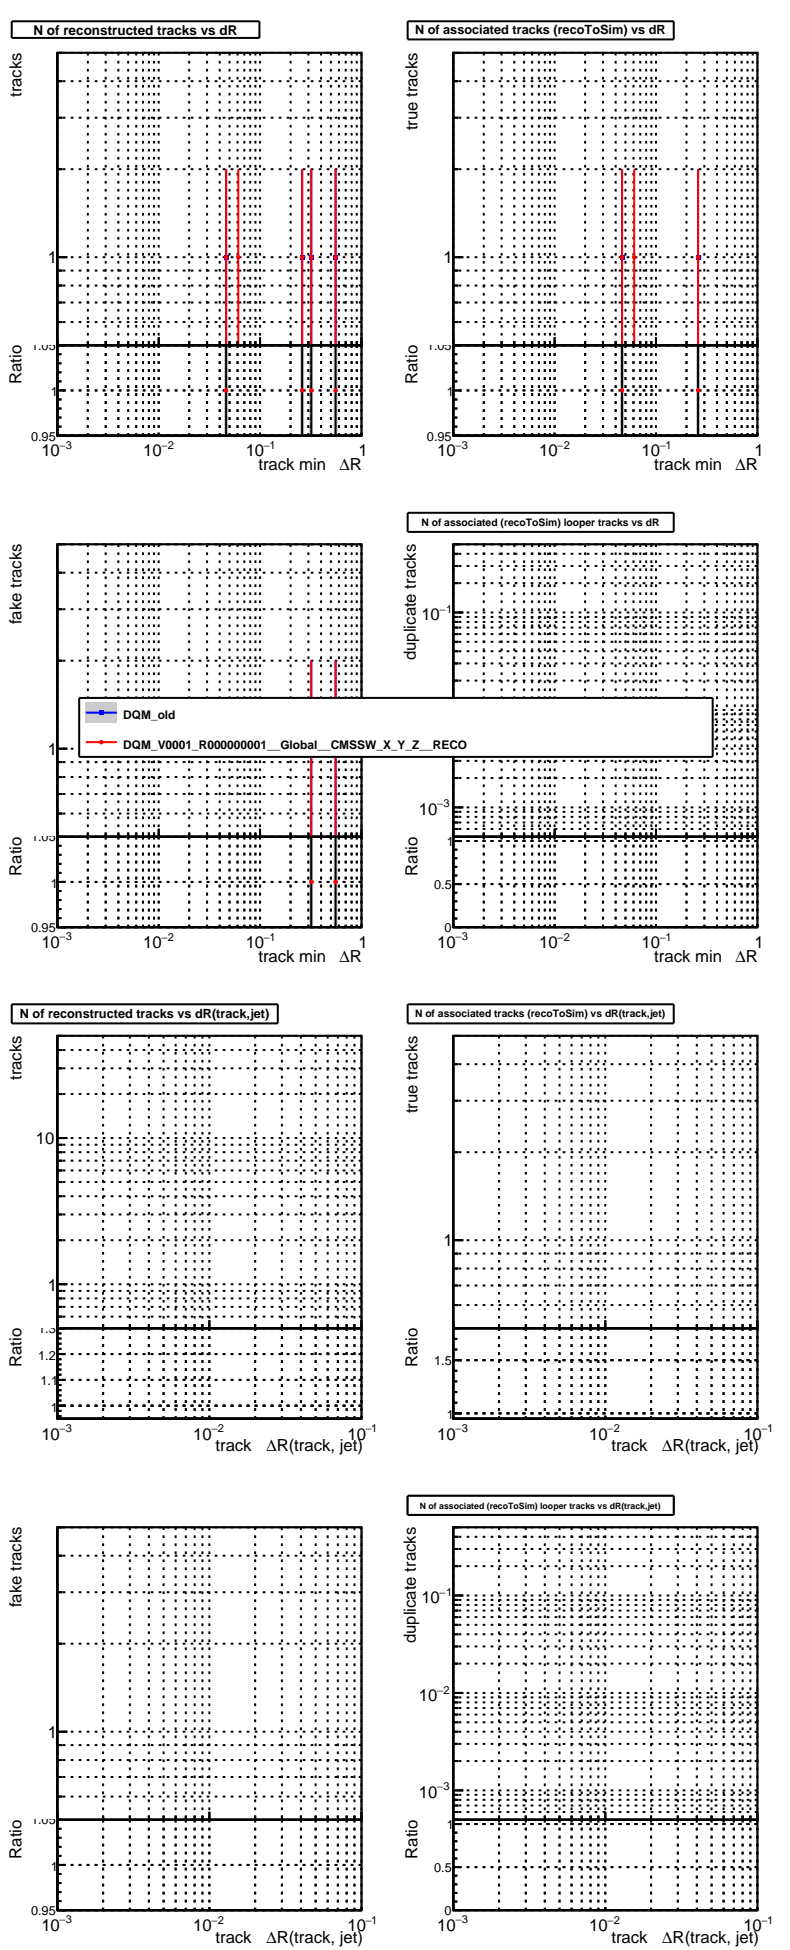 N of reconstructed tracks vs dR
tracks
1
1.05
Ratio
1
0.95
10−3
10−2
10−1
1
track min ΔR
N of associated tracks (recoToSim) vs dR
true tracks
1
1.05
Ratio
1
0.95
10−3
10−2
10−1
1
track min ΔR
fake tracks
1
1.05
Ratio
1
0.95
10−3
10−2
10−1
1
track min ΔR
N of associated (recoToSim) looper tracks vs dR
duplicate tracks
10−1
10−3
Ratio
1
0.5
0
10−3
10−2
10−1
1
track min ΔR
DQM_old
DQM_V0001_R000000001__Global__CMSSW_X_Y_Z__RECO
N of reconstructed tracks vs dR(track,jet)
tracks
10
1
1.3
Ratio
1.2
1.1
1
10−3
10−2
10−1
track ΔR(track, jet)
N of associated tracks (recoToSim) vs dR(track,jet)
true tracks
1
Ratio
1.5
1
10−3
10−2
10−1
track ΔR(track, jet)
fake tracks
1
1.05
Ratio
1
0.95
10−3
10−2
10−1
track ΔR(track, jet)
N of associated (recoToSim) looper tracks vs dR(track,jet)
duplicate tracks
10−1
10−2
10−3
Ratio
1
0.5
0
10−3
10−2
10−1
track ΔR(track, jet)